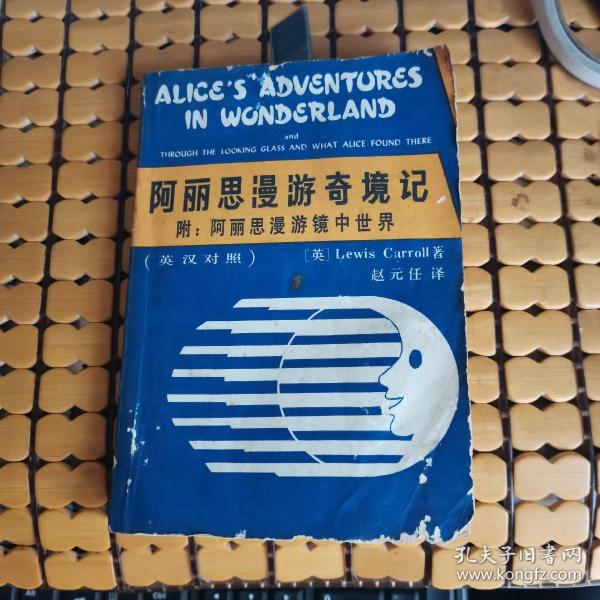 ALICE'S ADVENTURES
IN WONDERLAND
and
THROUGH THE LOOKING GLASS AND WHAT ALICE FOUND THERE
阿丽思漫游奇境记
附：阿丽思漫游镜中世界
(英汉对照)
〔英〕Lewis Carroll著
赵元任 译
孔夫子旧书网
www.kongfz.com